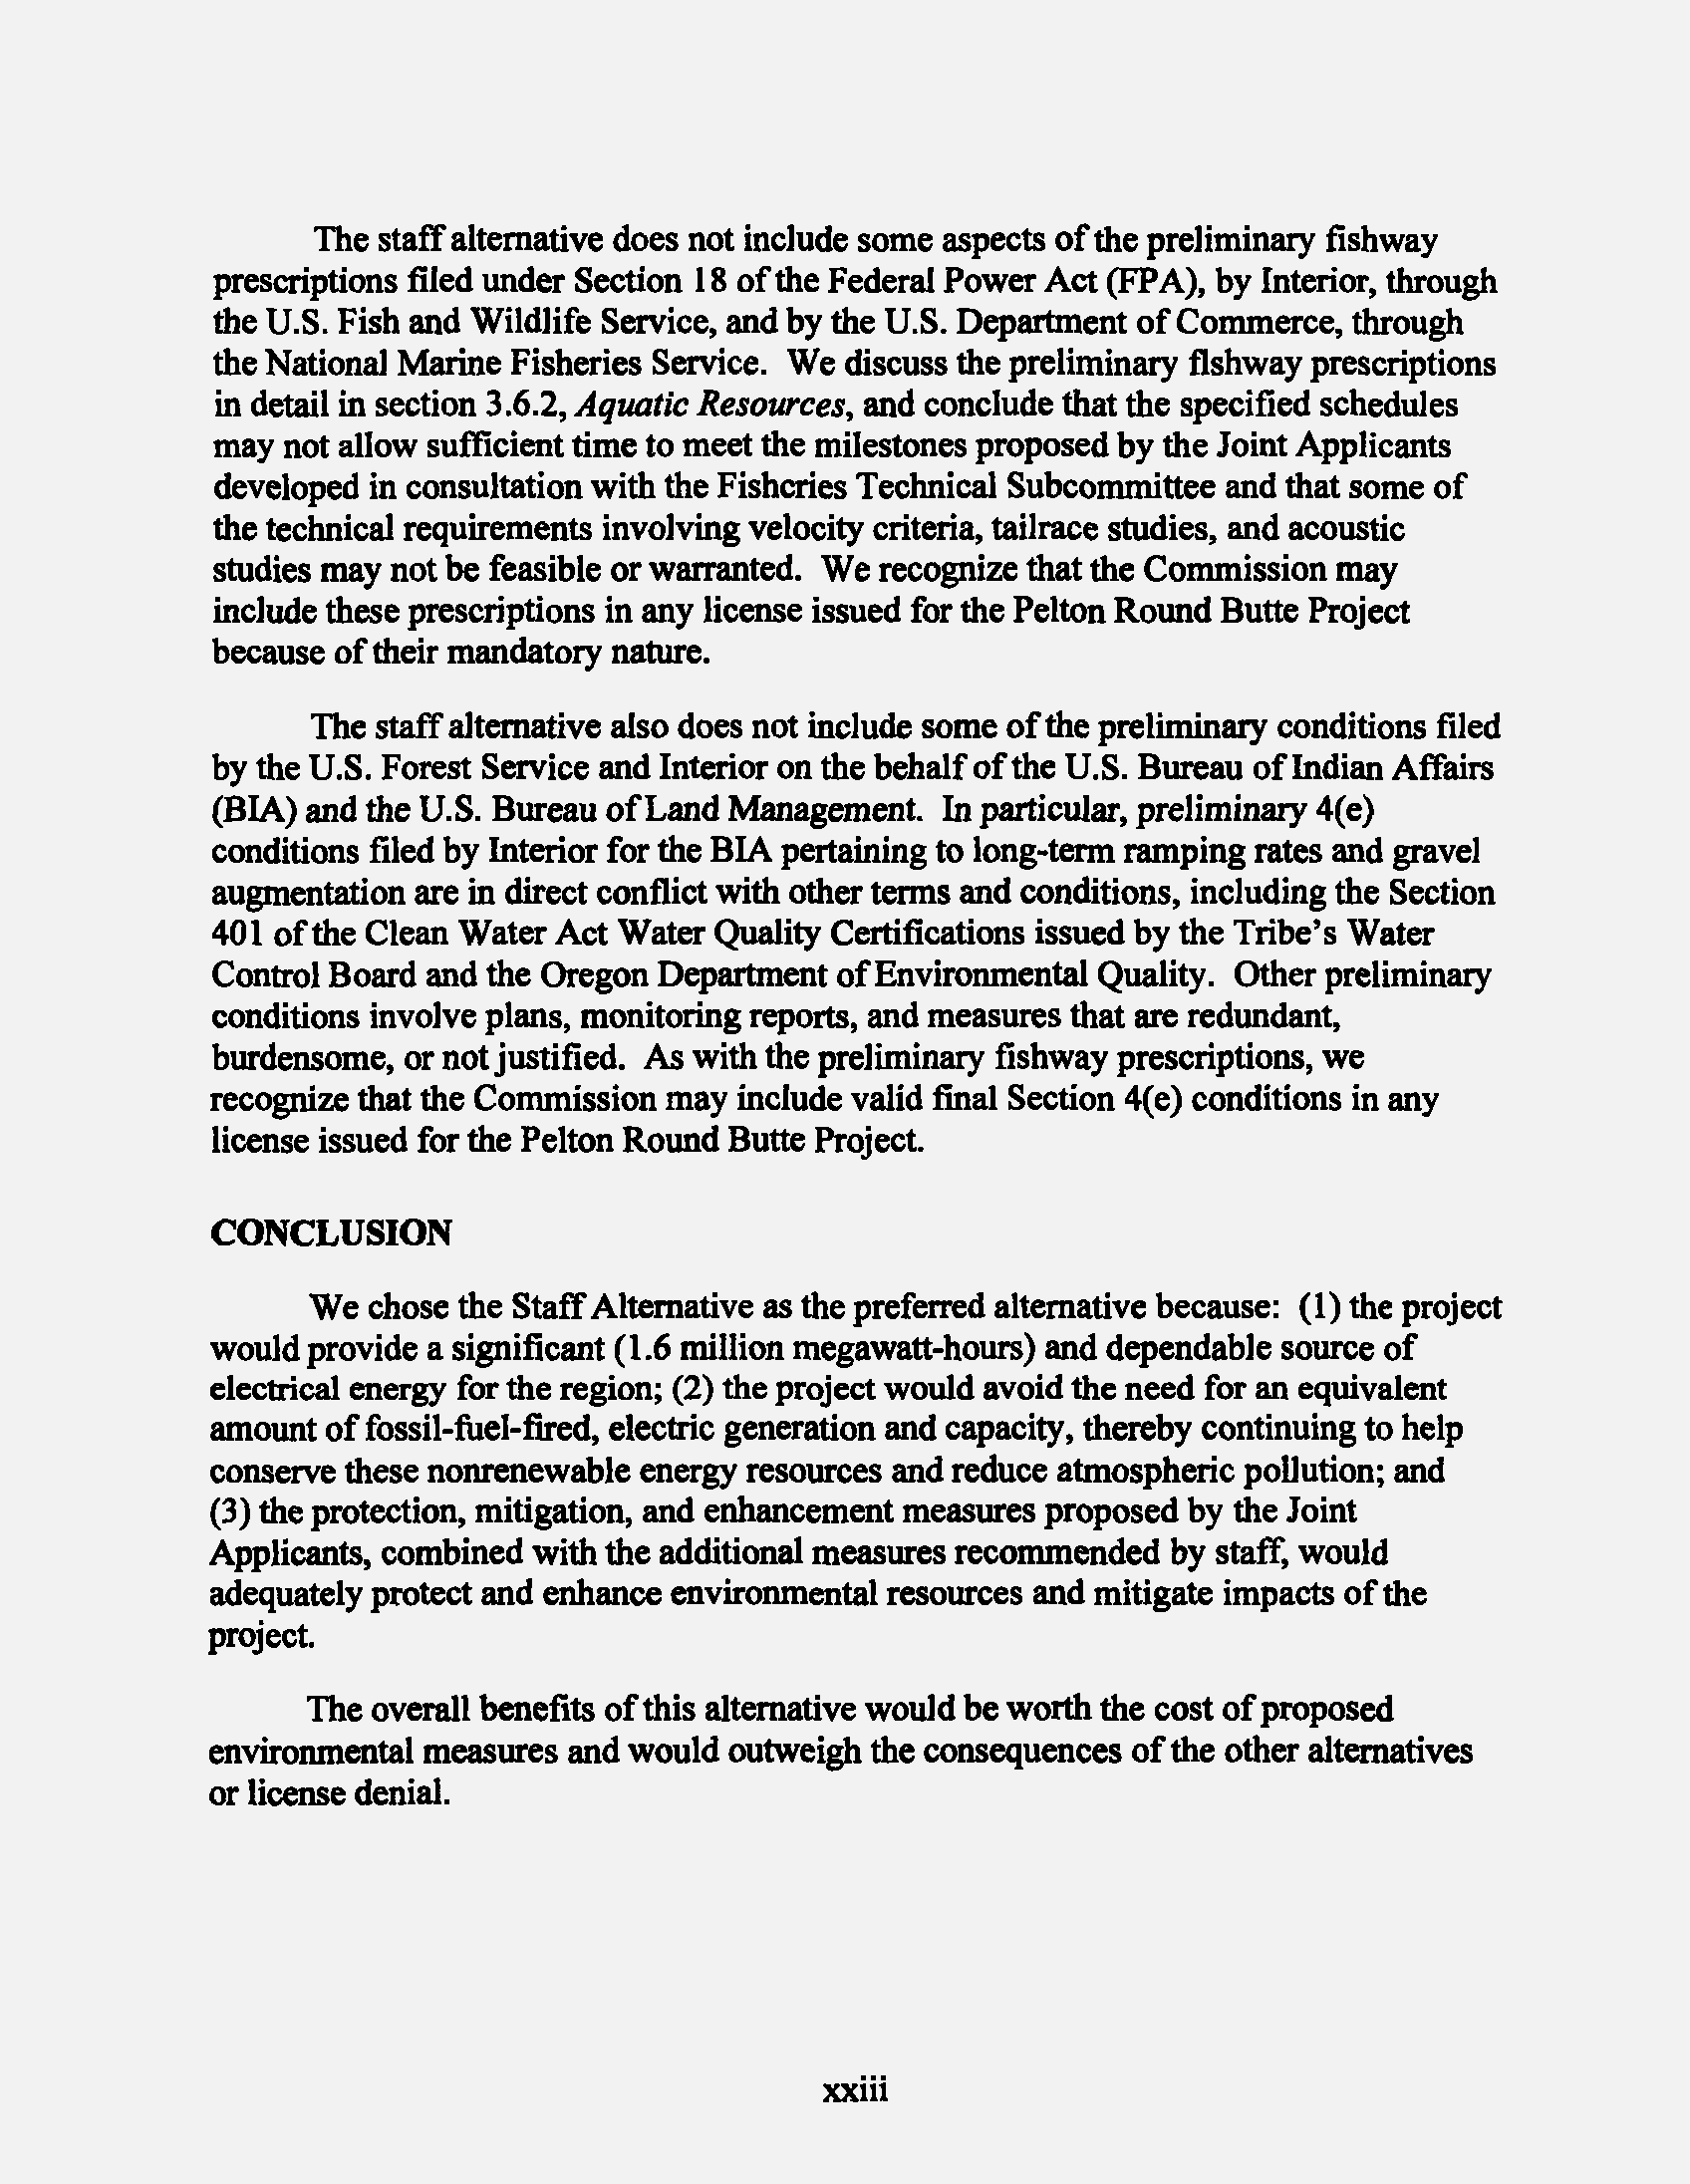 The staff alternative does not include some aspects of the preliminary fishway
prescriptions filed under Section 18 of the Federal Power Act (FPA), by Interior, through
the U.S. Fish and Wildlife Service, and by the U.S. Department of Commerce, through
the National Marine Fisheries Service.  We discuss the preliminary fishway prescriptions
in detail in section 3.6.2, Aquatic Resources, and conclude that the specified schedules
may not allow sufficient time to meet the milestones proposed by the Joint Applicants
developed in consultation with the Fisheries Technical Subcommittee and that some of
the technical requirements involving velocity criteria, tailrace studies, and acoustic
studies may not be feasible or warranted.  We recognize that the Commission may
include these prescriptions in any license issued for the Pelton Round Butte Project
because of their mandatory nature.
The staff alternative also does not include some of the preliminary conditions filed
by the U.S. Forest Service and Interior on the behalf of the U.S. Bureau of Indian Affairs
(BIA) and the U.S. Bureau of Land Management.  In particular, preliminary 4(e)
conditions filed by Interior for the BIA pertaining to long-term ramping rates and gravel
augmentation are in direct conflict with other terms and conditions, including the Section
401 of the Clean Water Act Water Quality Certifications issued by the Tribe's Water
Control Board and the Oregon Department of Environmental Quality.  Other preliminary
conditions involve plans, monitoring reports, and measures that are redundant,
burdensome, or not justified.  As with the preliminary fishway prescriptions, we
recognize that the Commission may include valid final Section 4(e) conditions in any
license issued for the Pelton Round Butte Project.
CONCLUSION
We chose the Staff Alternative as the preferred alternative because:  (1) the project
would provide a significant (1.6 million megawatt-hours) and dependable source of
electrical energy for the region; (2) the project would avoid the need for an equivalent
amount of fossil-fuel-fired, electric generation and capacity, thereby continuing to help
conserve these nonrenewable energy resources and reduce atmospheric pollution; and
(3) the protection, mitigation, and enhancement measures proposed by the Joint
Applicants, combined with the additional measures recommended by staff, would
adequately protect and enhance environmental resources and mitigate impacts of the
project.
The overall benefits of this alternative would be worth the cost of proposed
environmental measures and would outweigh the consequences of the other alternatives
or license denial.
xxiii